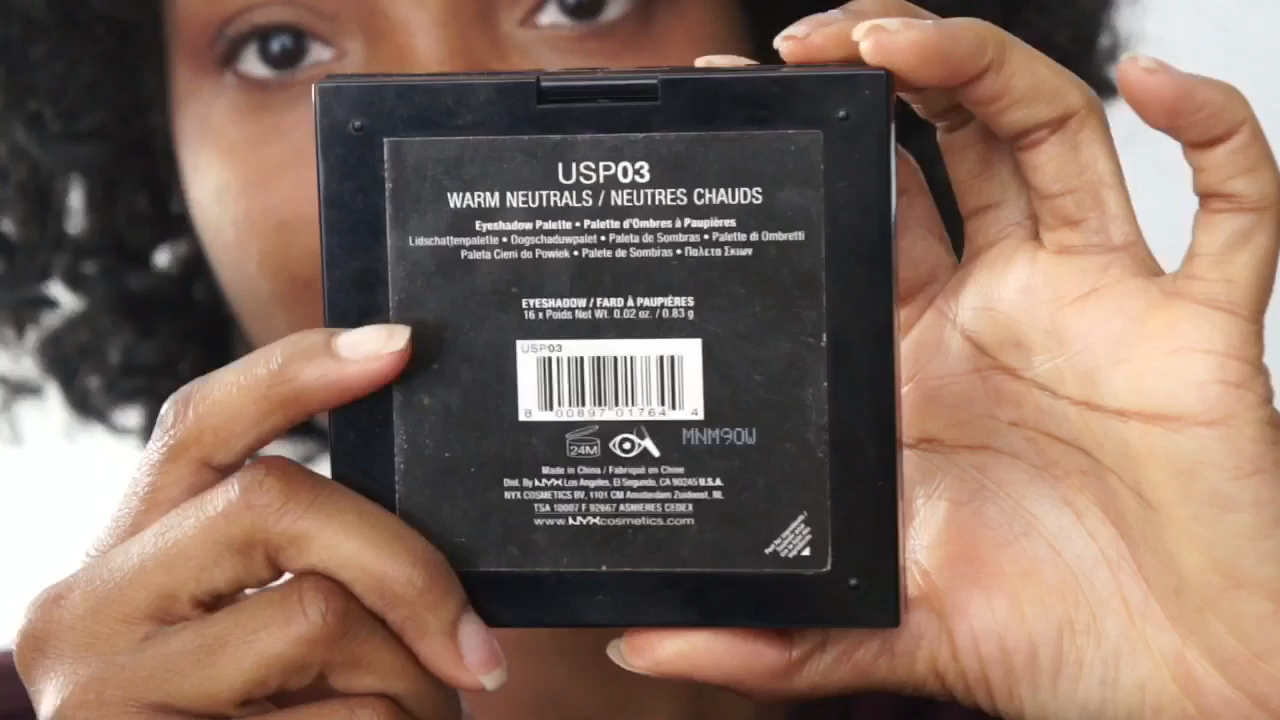 USP03
WARM NEUTRALS / NEUTRES CHAUDS
Eyeshadow Palette • Palette d'Ombres à Paupières
Lidschattenpalette • Oogschaduwpalet • Paleta de Sombras • Palette di Ombretti
Paleta Cieni do Powiek • Palete de Sombras • Παλετα Σκιων
EYESHADOW / FARD À PAUPIÈRES
16 x Poids Net Wt. 0.02 oz. / 0.83 g
USP03
8 00897 01764 4
24M
MNM90W
Made in China / Fabriqué en Chine
Dist. By NYX Los Angeles, El Segundo, CA 90245 U.S.A.
NYX COSMETICS BV, 1101 CM Amsterdam Zuidoost, NL
TSA 10007 F 92667 ASNIERES CEDEX
www.NYXcosmetics.com